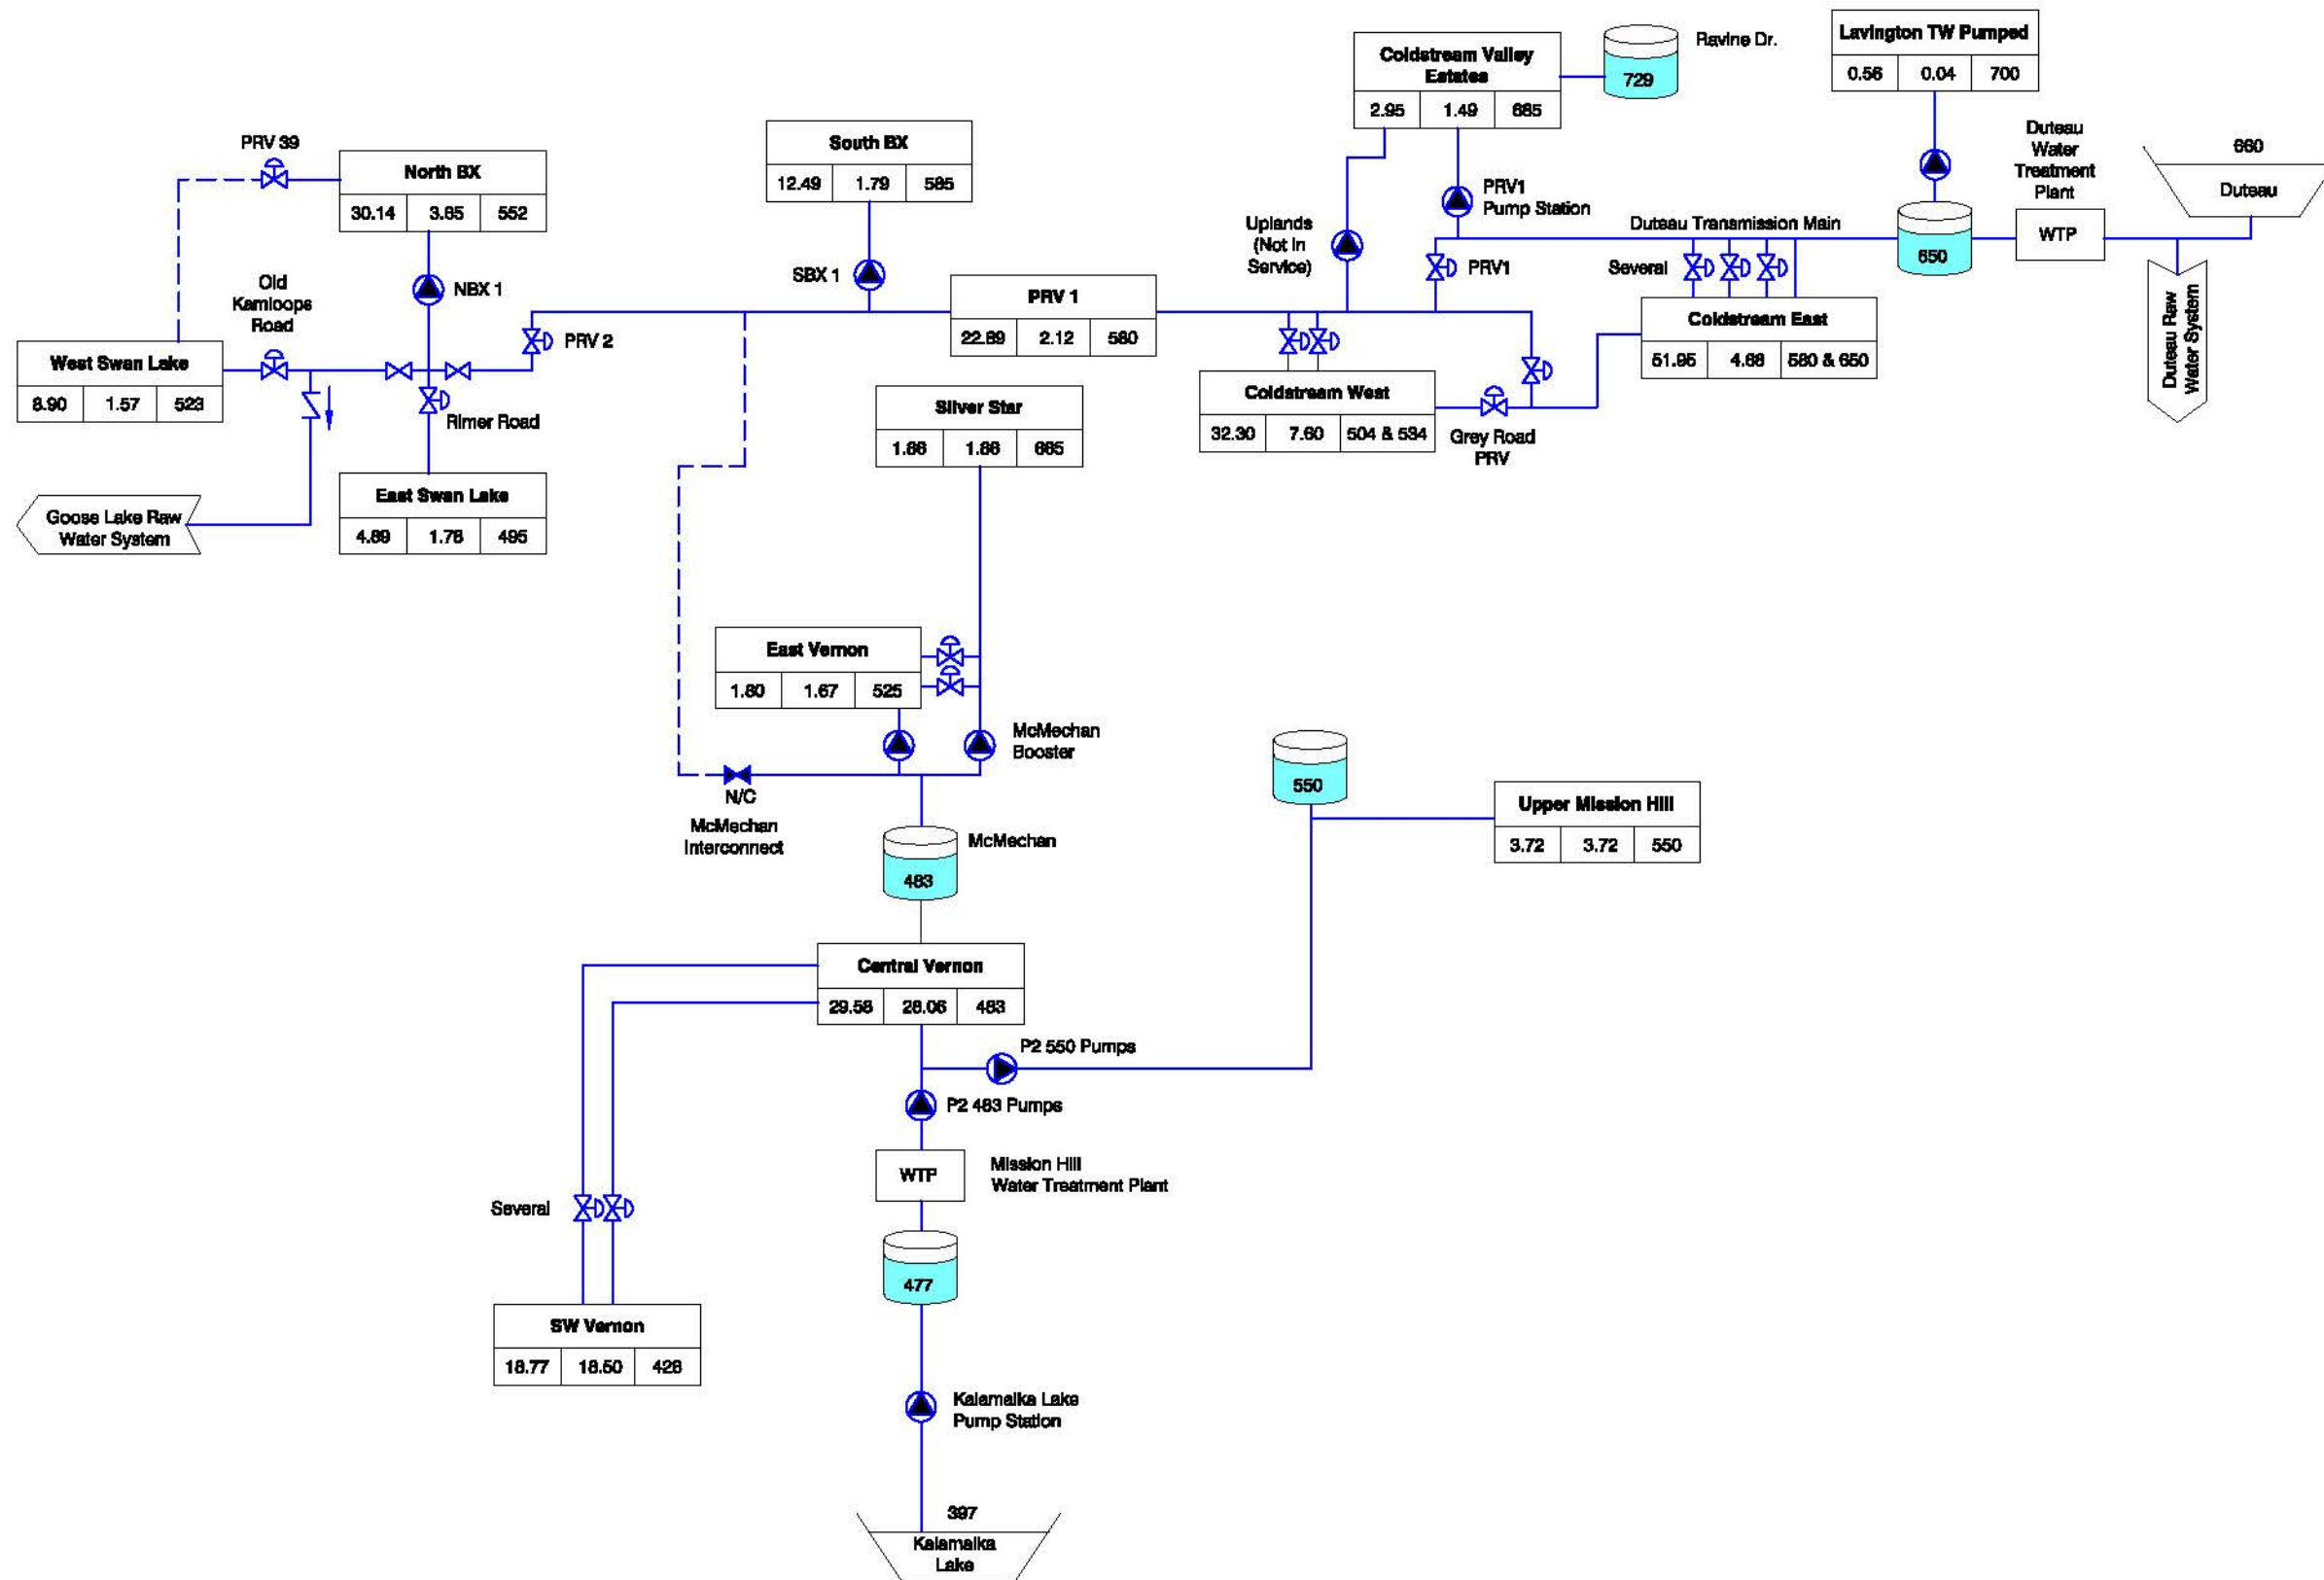 Coldstream Valley
Estates
2.95 1.49 685
729
Ravine Dr.
Lavington TW Pumped
0.56 0.04 700
PRV 39
North BX
30.14 3.65 552
South BX
12.49 1.79 585
Duteau
Water
Treatment
Plant
660
Duteau
WTP
PRV1
Pump Station
Uplands
(Not In
Service)
Duteau Transmission Main
650
SBX 1
PRV1
Several
Old
Kamloops
Road
NBX 1
PRV 1
22.89 2.12 580
Coldstream East
51.95 4.68 580 & 650
Duteau Raw
Water System
PRV 2
West Swan Lake
8.90 1.57 523
Coldstream West
32.30 7.60 504 & 534
Grey Road
PRV
Silver Star
1.86 1.86 665
Rimer Road
East Swan Lake
4.89 1.78 495
Goose Lake Raw
Water System
East Vernon
1.80 1.67 525
McMechan
Booster
N/C
McMechan
Interconnect
550
Upper Mission Hill
3.72 3.72 550
McMechan
483
Central Vernon
29.58 28.06 483
P2 550 Pumps
P2 483 Pumps
WTP
Mission Hill
Water Treatment Plant
Several
477
SW Vernon
18.77 18.50 428
Kalamalka Lake
Pump Station
397
Kalamalka
Lake